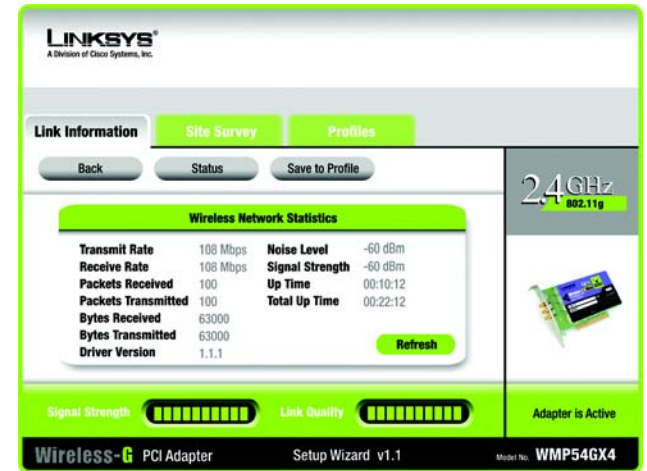 LINKSYS®
A Division of Cisco Systems, Inc.
Link Information Site Survey Profiles
Back Status Save to Profile
2.4GHz
802.11g
Wireless Network Statistics
Transmit Rate 108 Mbps Noise Level -60 dBm
Receive Rate 108 Mbps Signal Strength -60 dBm
Packets Received 100 Up Time 00:10:12
Packets Transmitted 100 Total Up Time 00:22:12
Bytes Received 63000
Bytes Transmitted 63000
Driver Version 1.1.1
Refresh
Signal Strength Link Quality Adapter is Active
Wireless-G PCI Adapter Setup Wizard v1.1 Model No. WMP54GX4